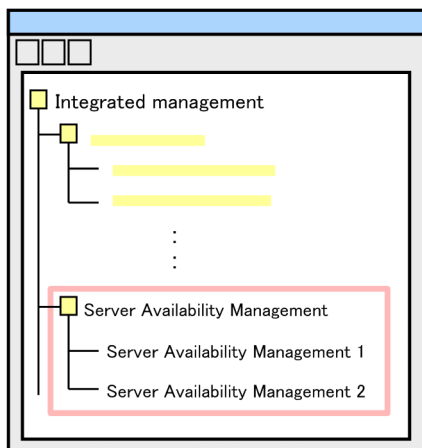 Integrated management
Server Availability Management
Server Availability Management 1
Server Availability Management 2